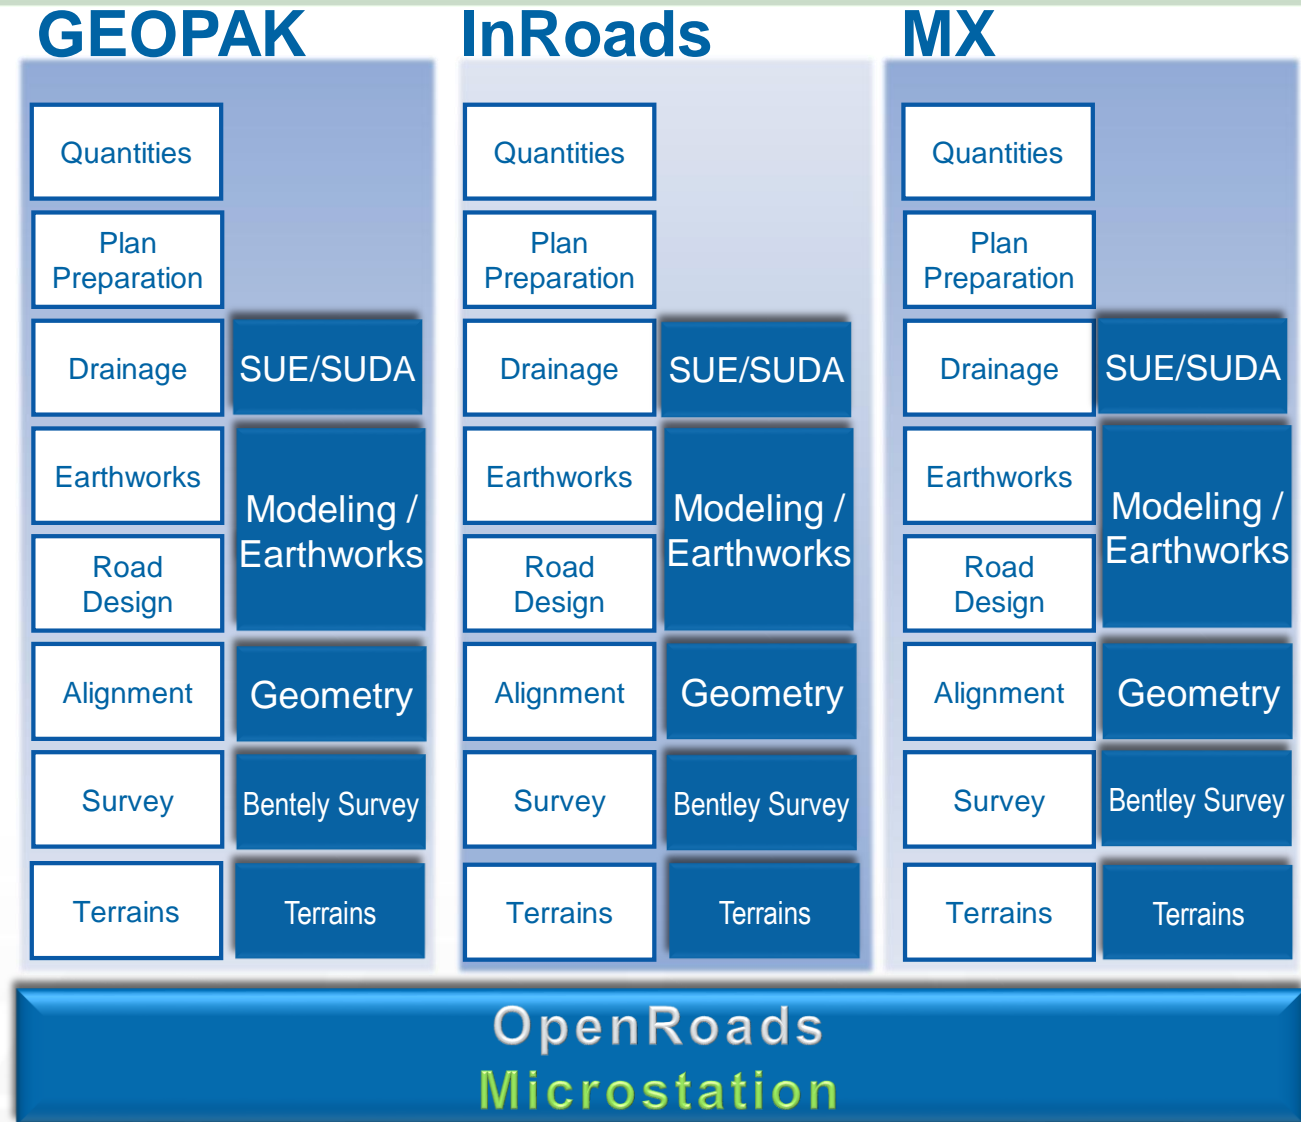 GEOPAK
InRoads
MX
Quantities
Plan
Preparation
Drainage
SUE/SUDA
Earthworks
Modeling /
Earthworks
Road
Design
Alignment
Geometry
Survey
Bentely Survey
Terrains
Terrains
Quantities
Plan
Preparation
Drainage
SUE/SUDA
Earthworks
Modeling /
Earthworks
Road
Design
Alignment
Geometry
Survey
Bentley Survey
Terrains
Terrains
Quantities
Plan
Preparation
Drainage
SUE/SUDA
Earthworks
Modeling /
Earthworks
Road
Design
Alignment
Geometry
Survey
Bentley Survey
Terrains
Terrains
OpenRoads
Microstation